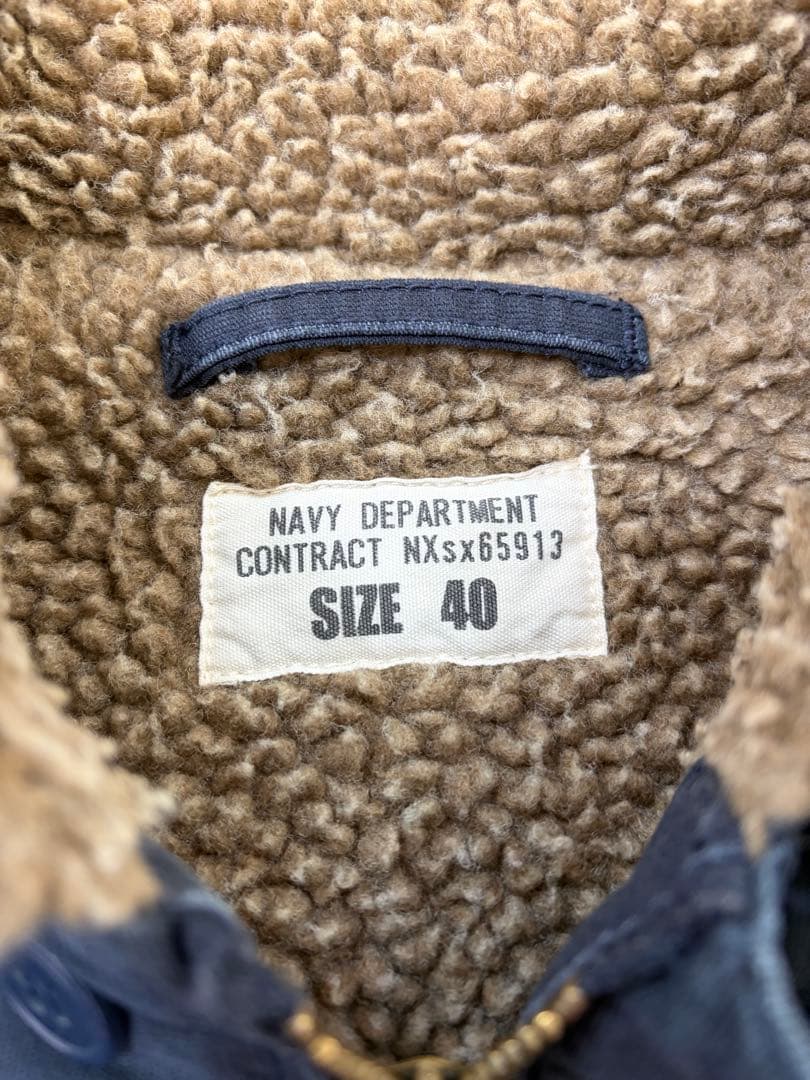 NAVY DEPARTMENT
CONTRACT NXsx65913
SIZE 40